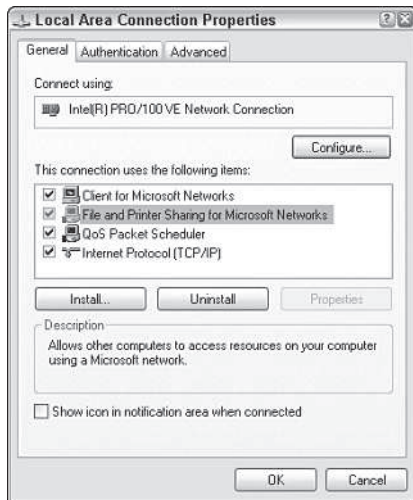 Local Area Connection Properties
General Authentication Advanced
Connect using:
Intel(R) PRO/100 VE Network Connection
Configure...
This connection uses the following items:
Client for Microsoft Networks
File and Printer Sharing for Microsoft Networks
QoS Packet Scheduler
Internet Protocol (TCP/IP)
Install... Uninstall Properties
Description
Allows other computers to access resources on your computer
using a Microsoft network.
Show icon in notification area when connected
OK Cancel